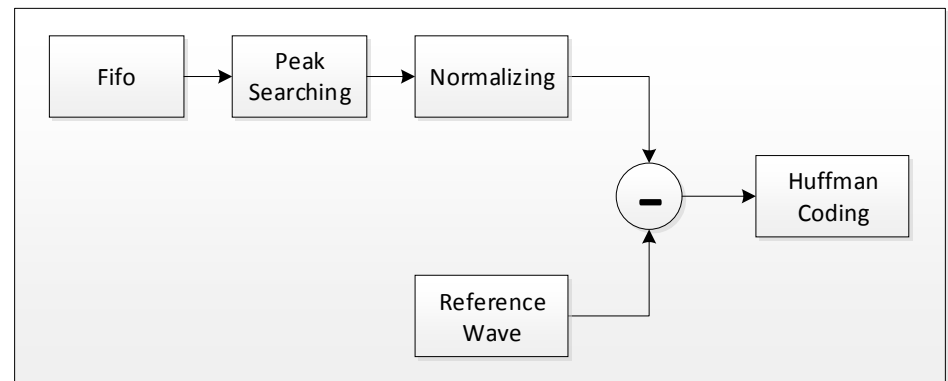 Fifo
Peak
Searching
Normalizing
-
Huffman
Coding
Reference
Wave